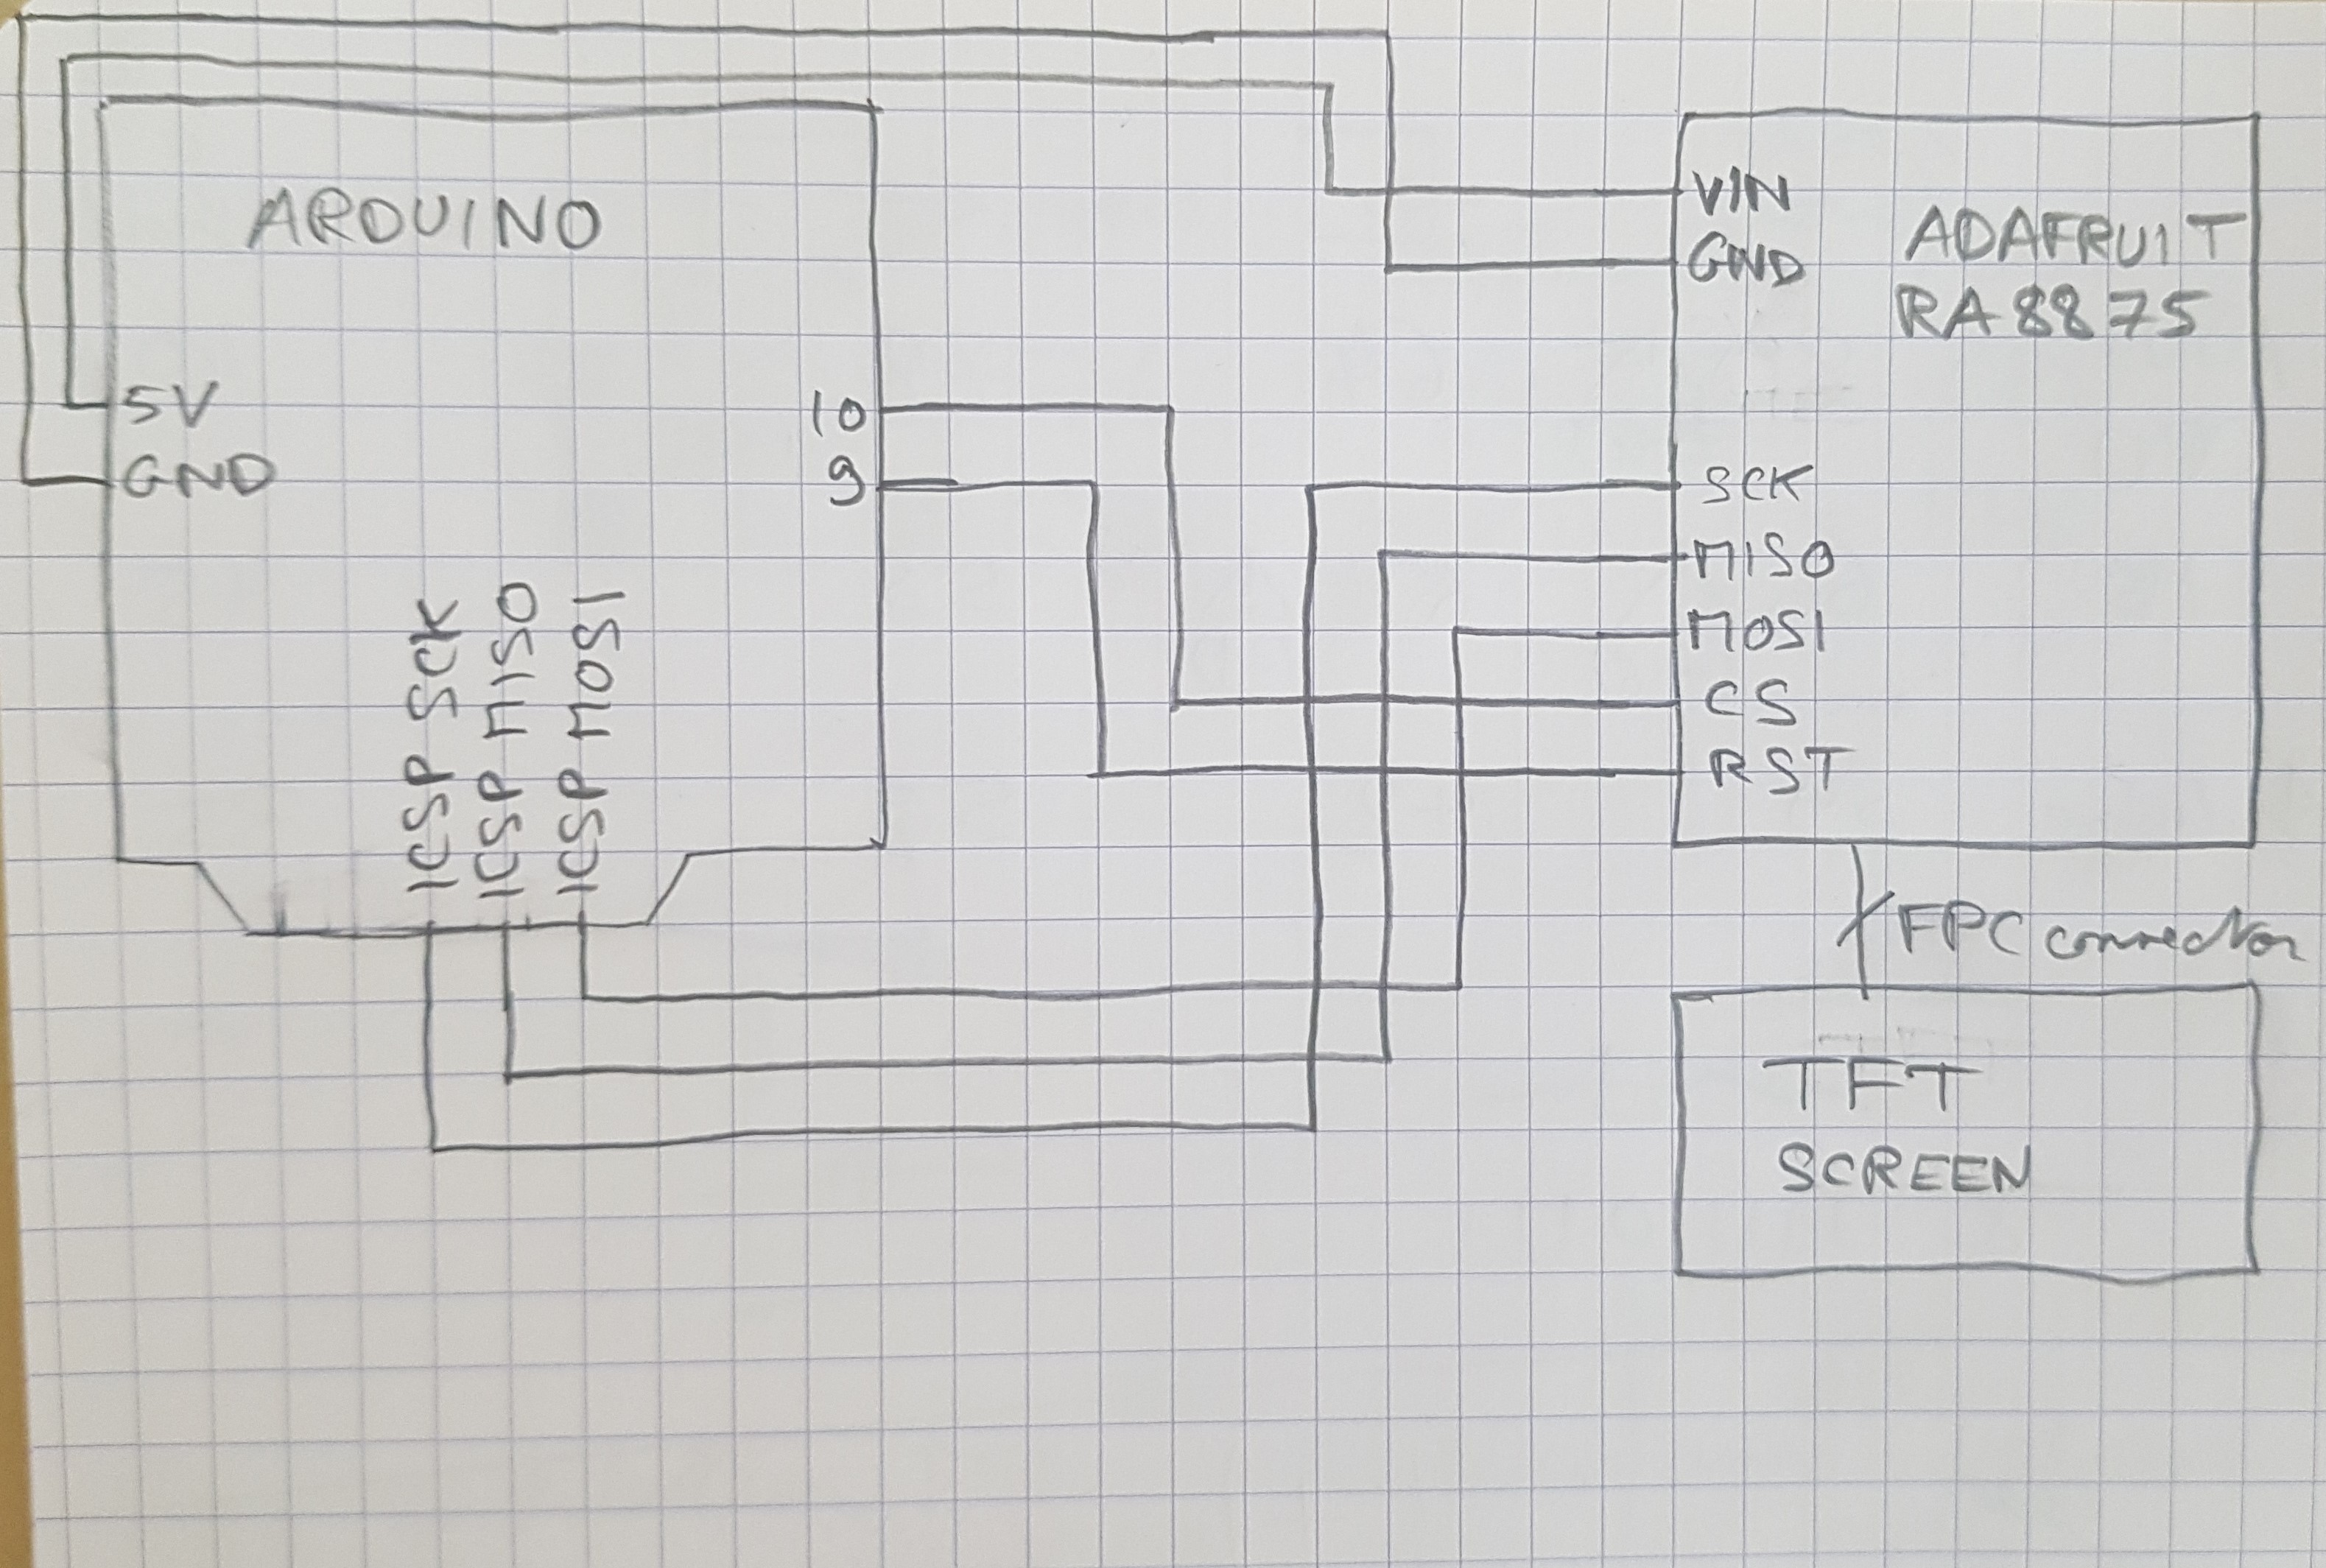 ARDUINO
5V
GND
10
9
ICSP SCK
ICSP MISO
ICSP MOSI
VIN
GND
ADAFRUIT
RA8875
SCK
MISO
MOSI
CS
RST
FPC connector
TFT
SCREEN